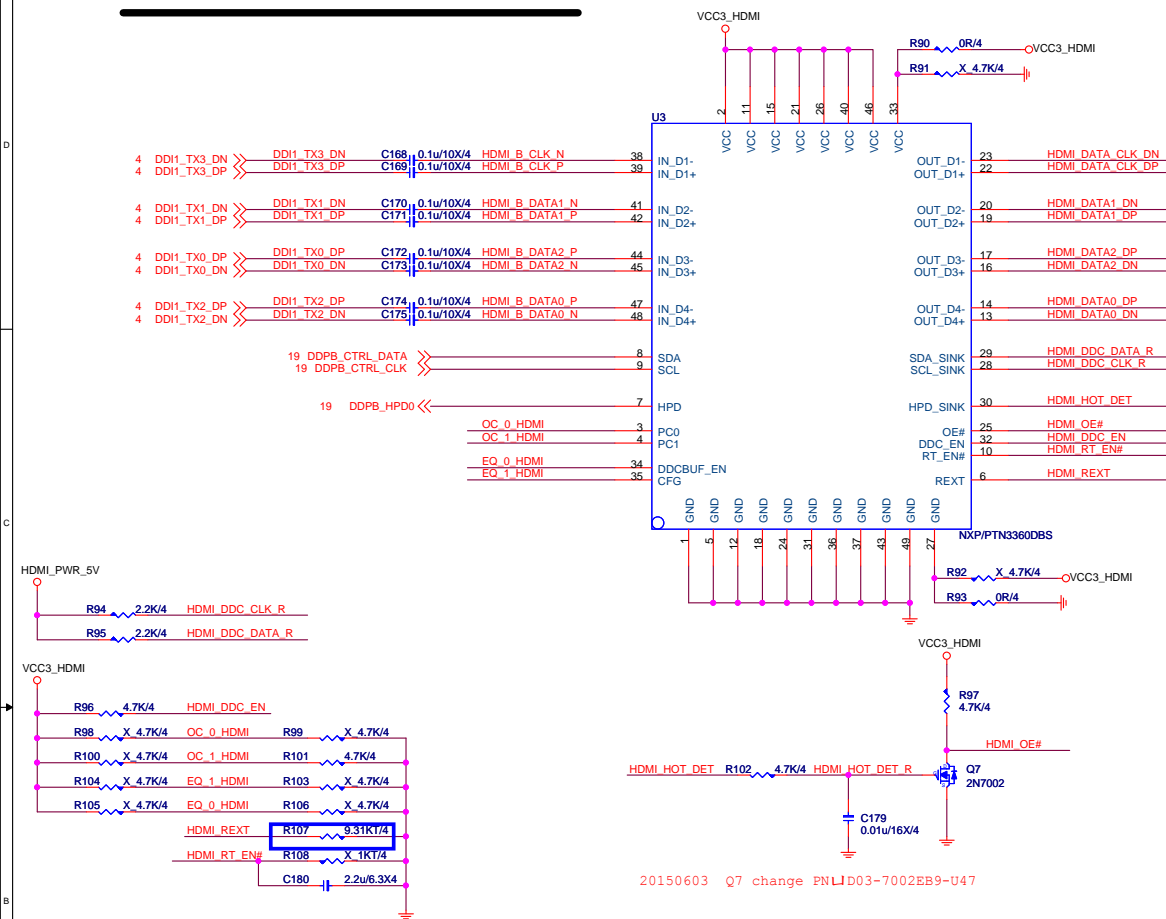 VCC3_HDMI
R90 0R/4 VCC3_HDMI
R91 X_4.7K/4
2 11 15 21 26 40 46 33
U3
VCC VCC VCC VCC VCC VCC VCC VCC
D
4 DDI1_TX3_DN DDI1_TX3_DN C168 0.1u/10X/4 HDMI_B_CLK_N 38 IN_D1- OUT_D1- 23 HDMI_DATA_CLK_DN
4 DDI1_TX3_DP DDI1_TX3_DP C169 0.1u/10X/4 HDMI_B_CLK_P 39 IN_D1+ OUT_D1+ 22 HDMI_DATA_CLK_DP
4 DDI1_TX1_DN DDI1_TX1_DN C170 0.1u/10X/4 HDMI_B_DATA1_N 41 IN_D2- OUT_D2- 20 HDMI_DATA1_DN
4 DDI1_TX1_DP DDI1_TX1_DP C171 0.1u/10X/4 HDMI_B_DATA1_P 42 IN_D2+ OUT_D2+ 19 HDMI_DATA1_DP
4 DDI1_TX0_DP DDI1_TX0_DP C172 0.1u/10X/4 HDMI_B_DATA2_P 44 IN_D3- OUT_D3- 17 HDMI_DATA2_DP
4 DDI1_TX0_DN DDI1_TX0_DN C173 0.1u/10X/4 HDMI_B_DATA2_N 45 IN_D3+ OUT_D3+ 16 HDMI_DATA2_DN
4 DDI1_TX2_DP DDI1_TX2_DP C174 0.1u/10X/4 HDMI_B_DATA0_P 47 IN_D4- OUT_D4- 14 HDMI_DATA0_DP
4 DDI1_TX2_DN DDI1_TX2_DN C175 0.1u/10X/4 HDMI_B_DATA0_N 48 IN_D4+ OUT_D4+ 13 HDMI_DATA0_DN
19 DDPB_CTRL_DATA 8 SDA SDA_SINK 29 HDMI_DDC_DATA_R
19 DDPB_CTRL_CLK 9 SCL SCL_SINK 28 HDMI_DDC_CLK_R
19 DDPB_HPD0 7 HPD HPD_SINK 30 HDMI_HOT_DET
OC_0_HDMI 3 PC0 OE# 25 HDMI_OE#
OC_1_HDMI 4 PC1 DDC_EN 32 HDMI_DDC_EN
RT_EN# 10 HDMI_RT_EN#
EQ_0_HDMI 34 DDCBUF_EN
EQ_1_HDMI 35 CFG REXT 6 HDMI_REXT
GND GND GND GND GND GND GND GND GND GND GND
C
1 5 12 18 24 31 36 37 43 49 27
NXP/PTN3360DBS
HDMI_PWR_5V
R92 X_4.7K/4 VCC3_HDMI
R93 0R/4
R94 2.2K/4 HDMI_DDC_CLK_R
R95 2.2K/4 HDMI_DDC_DATA_R
VCC3_HDMI
VCC3_HDMI
R97
4.7K/4
R96 4.7K/4 HDMI_DDC_EN
R98 X_4.7K/4 OC_0_HDMI R99 X_4.7K/4
R100 X_4.7K/4 OC_1_HDMI R101 4.7K/4
R104 X_4.7K/4 EQ_1_HDMI R103 X_4.7K/4
R105 X_4.7K/4 EQ_0_HDMI R106 X_4.7K/4
HDMI_REXT R107 9.31KT/4
HDMI_RT_EN# R108 X_1KT/4
C180 2.2u/6.3X4
HDMI_OE#
HDMI_HOT_DET R102 4.7K/4 HDMI_HOT_DET_R
Q7
2N7002
C179
0.01u/16X/4
20150603 Q7 change PN D03-7002EB9-U47
B